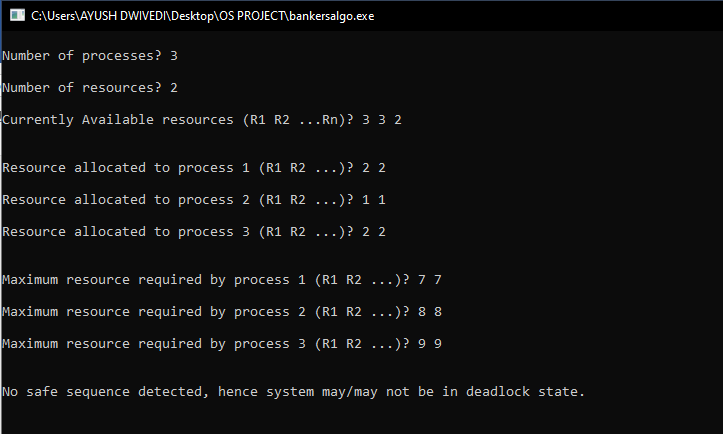 C:\Users\AYUSH DWIVEDI\Desktop\OS PROJECT\bankersalgo.exe
Number of processes? 3
Number of resources? 2
Currently Available resources (R1 R2 ...Rn)? 3 3 2
Resource allocated to process 1 (R1 R2 ...)? 2 2
Resource allocated to process 2 (R1 R2 ...)? 1 1
Resource allocated to process 3 (R1 R2 ...)? 2 2
Maximum resource required by process 1 (R1 R2 ...)? 7 7
Maximum resource required by process 2 (R1 R2 ...)? 8 8
Maximum resource required by process 3 (R1 R2 ...)? 9 9
No safe sequence detected, hence system may/may not be in deadlock state.